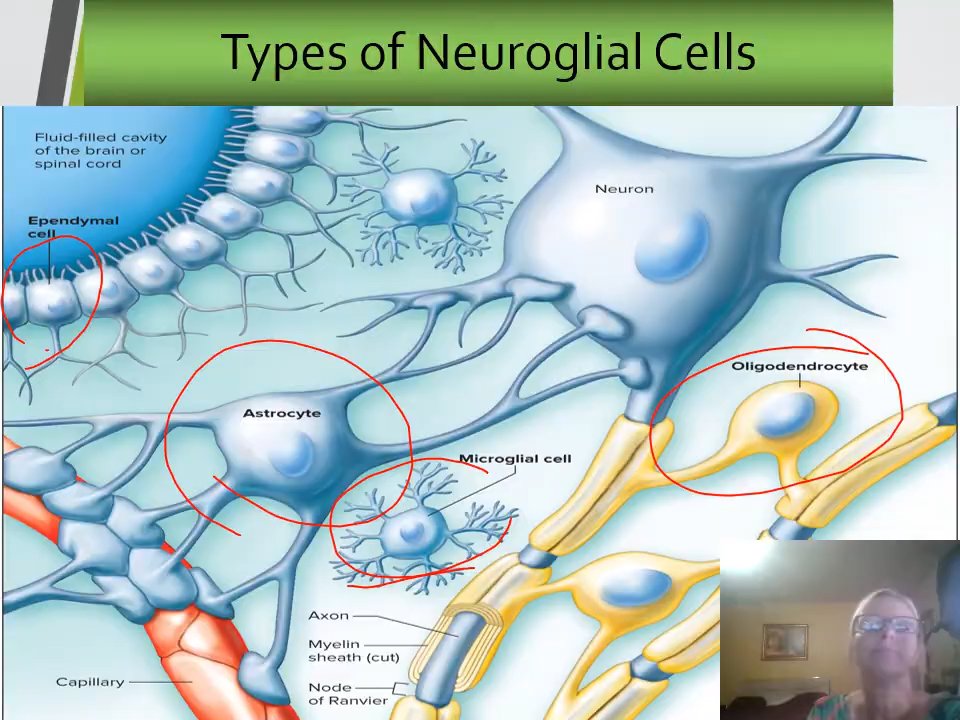 Types of Neuroglial Cells
Fluid-filled cavity
of the brain or
spinal cord
Neuron
Ependymal
cell
Oligodendrocyte
Astrocyte
Microglial cell
Axon
Myelin
sheath (cut)
Capillary
Node
of Ranvier